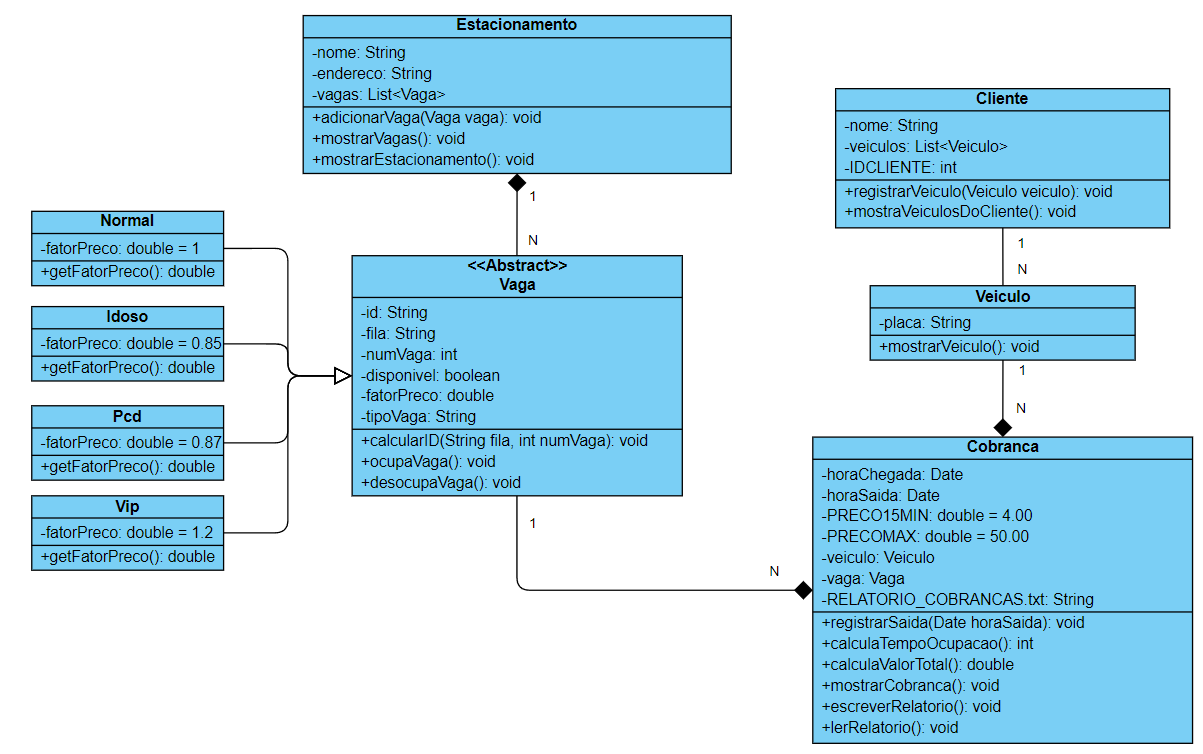 Estacionamento
-nome: String
-endereco: String
-vagas: List<Vaga>
+adicionarVaga(Vaga vaga): void
+mostrarVagas(): void
+mostrarEstacionamento(): void
1
N
Cliente
-nome: String
-veiculos: List<Veiculo>
-IDCLIENTE: int
+registrarVeiculo(Veiculo veiculo): void
+mostraVeiculosDoCliente(): void
1
N
Normal
-fatorPreco: double = 1
+getFatorPreco(): double
Idoso
-fatorPreco: double = 0.85
+getFatorPreco(): double
Pcd
-fatorPreco: double = 0.87
+getFatorPreco(): double
Vip
-fatorPreco: double = 1.2
+getFatorPreco(): double
<<Abstract>>
Vaga
-id: String
-fila: String
-numVaga: int
-disponivel: boolean
-fatorPreco: double
-tipoVaga: String
+calcularID(String fila, int numVaga): void
+ocupaVaga(): void
+desocupaVaga(): void
1
N
Veiculo
-placa: String
+mostrarVeiculo(): void
1
N
Cobranca
-horaChegada: Date
-horaSaida: Date
-PRECO15MIN: double = 4.00
-PRECOMAX: double = 50.00
-veiculo: Veiculo
-vaga: Vaga
-RELATORIO_COBRANCAS.txt: String
+registrarSaida(Date horaSaida): void
+calculaTempoOcupacao(): int
+calculaValorTotal(): double
+mostrarCobranca(): void
+escreverRelatorio(): void
+lerRelatorio(): void